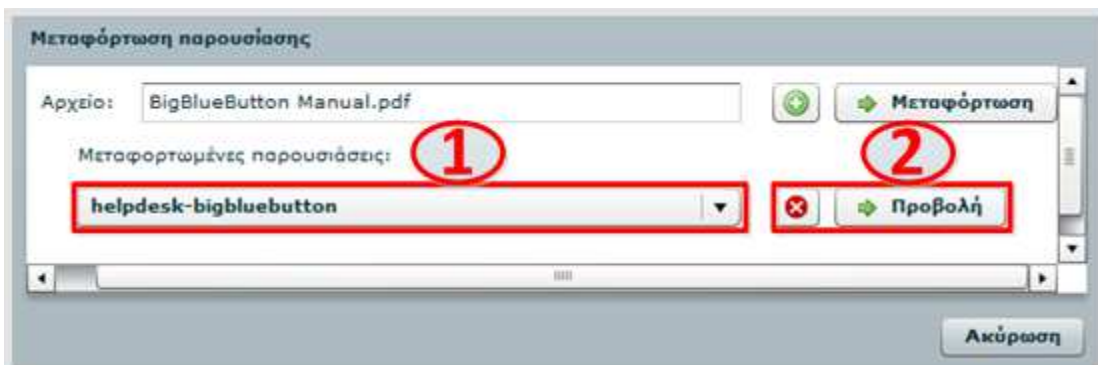 Μεταφόρτωση παρουσίασης
Αρχείο: BigBlueButton Manual.pdf Μεταφόρτωση
Μεταφορτωμένες παρουσιάσεις: 1 2
helpdesk-bigbluebutton Προβολή
Ακύρωση